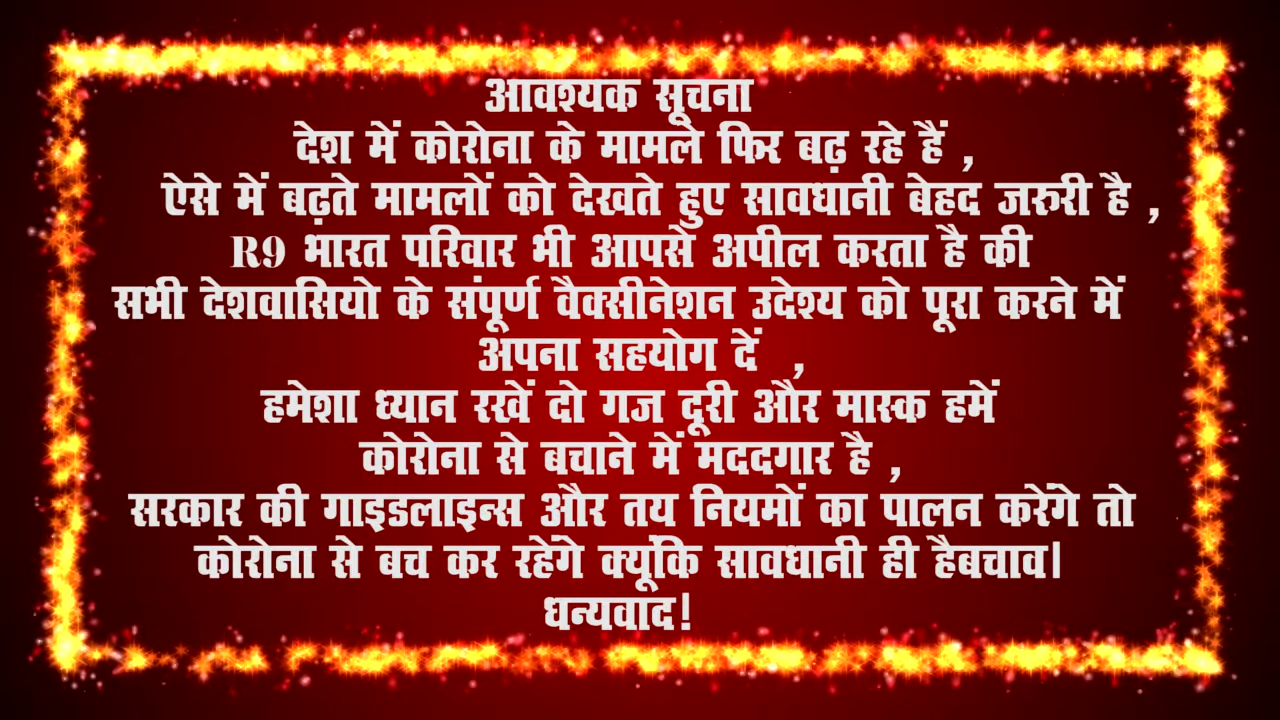 आवश्यक सूचना
देश में कोरोना के मामले फिर बढ़ रहे हैं ,
ऐसे में बढ़ते मामलों को देखते हुए सावधानी बेहद जरुरी है ,
R9 भारत परिवार भी आपसे अपील करता है की
सभी देशवासियो के संपूर्ण वैक्सीनेशन उदेश्य को पूरा करने में
अपना सहयोग दें ,
हमेशा ध्यान रखें दो गज दूरी और मास्क हमें
कोरोना से बचाने में मददगार है ,
सरकार की गाइडलाइन्स और तय नियमों का पालन करेंगे तो
कोरोना से बच कर रहेंगे क्यूंकि सावधानी ही हैबचाव|
धन्यवाद!